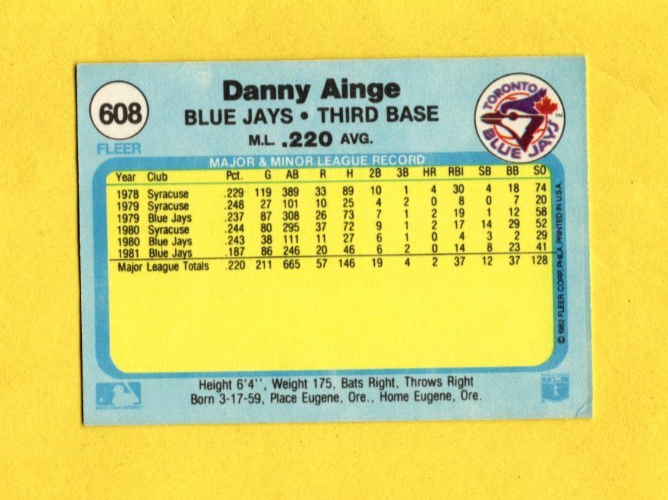 608
FLEER
Danny Ainge
BLUE JAYS • THIRD BASE
M.L. .220 AVG.
TORONTO
BLUE JAYS
TM
MAJOR & MINOR LEAGUE RECORD
Year Club Pct. G AB R H 2B 3B HR RBI SB BB SO
1978 Syracuse .229 119 389 33 89 10 1 4 30 4 18 74
1979 Syracuse .248 27 101 10 25 4 2 0 8 0 7 20
1979 Blue Jays .237 87 308 26 73 7 1 2 19 1 12 58
1980 Syracuse .244 80 295 37 72 9 1 2 17 14 29 52
1980 Blue Jays .243 38 111 11 27 6 1 0 4 3 2 29
1981 Blue Jays .187 86 246 20 46 6 2 0 14 8 23 41
Major League Totals .220 211 665 57 146 19 4 2 37 12 37 128
© 1982 FLEER CORP. PHILA. PRINTED IN U.S.A.
Height 6'4'', Weight 175, Bats Right, Throws Right
Born 3-17-59, Place Eugene, Ore., Home Eugene, Ore.